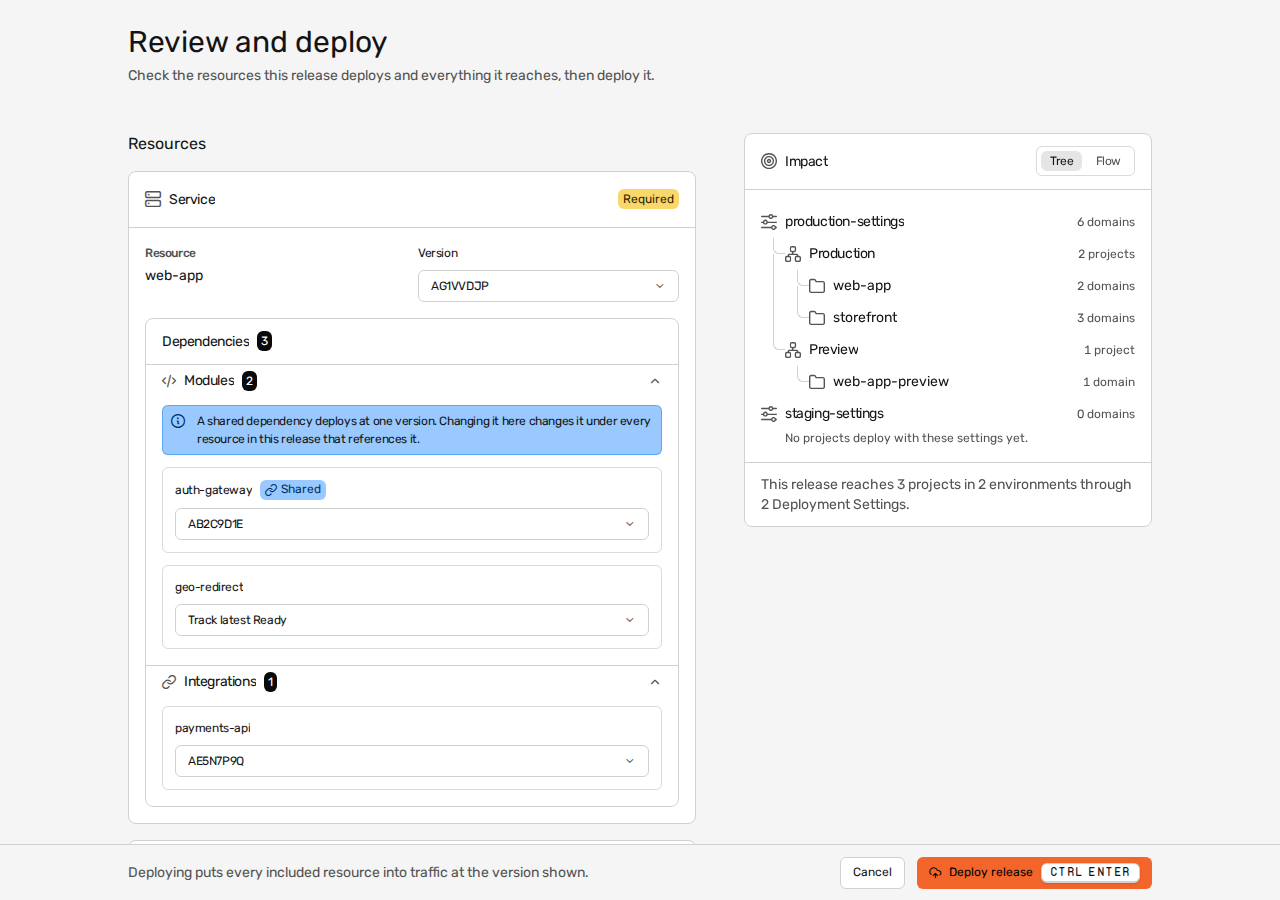 Review and deploy
Check the resources this release deploys and everything it reaches, then deploy it.
Resources
Service
Required
Resource
web-app
Version
AG1VVDJP
Dependencies 3
Modules 2
A shared dependency deploys at one version. Changing it here changes it under every
resource in this release that references it.
auth-gateway Shared
AB2C9D1E
geo-redirect
Track latest Ready
Integrations 1
payments-api
AE5N7P9Q
Impact
Tree Flow
production-settings 6 domains
Production 2 projects
web-app 2 domains
storefront 3 domains
Preview 1 project
web-app-preview 1 domain
staging-settings 0 domains
No projects deploy with these settings yet.
This release reaches 3 projects in 2 environments through
2 Deployment Settings.
Deploying puts every included resource into traffic at the version shown.
Cancel
Deploy release CTRL ENTER